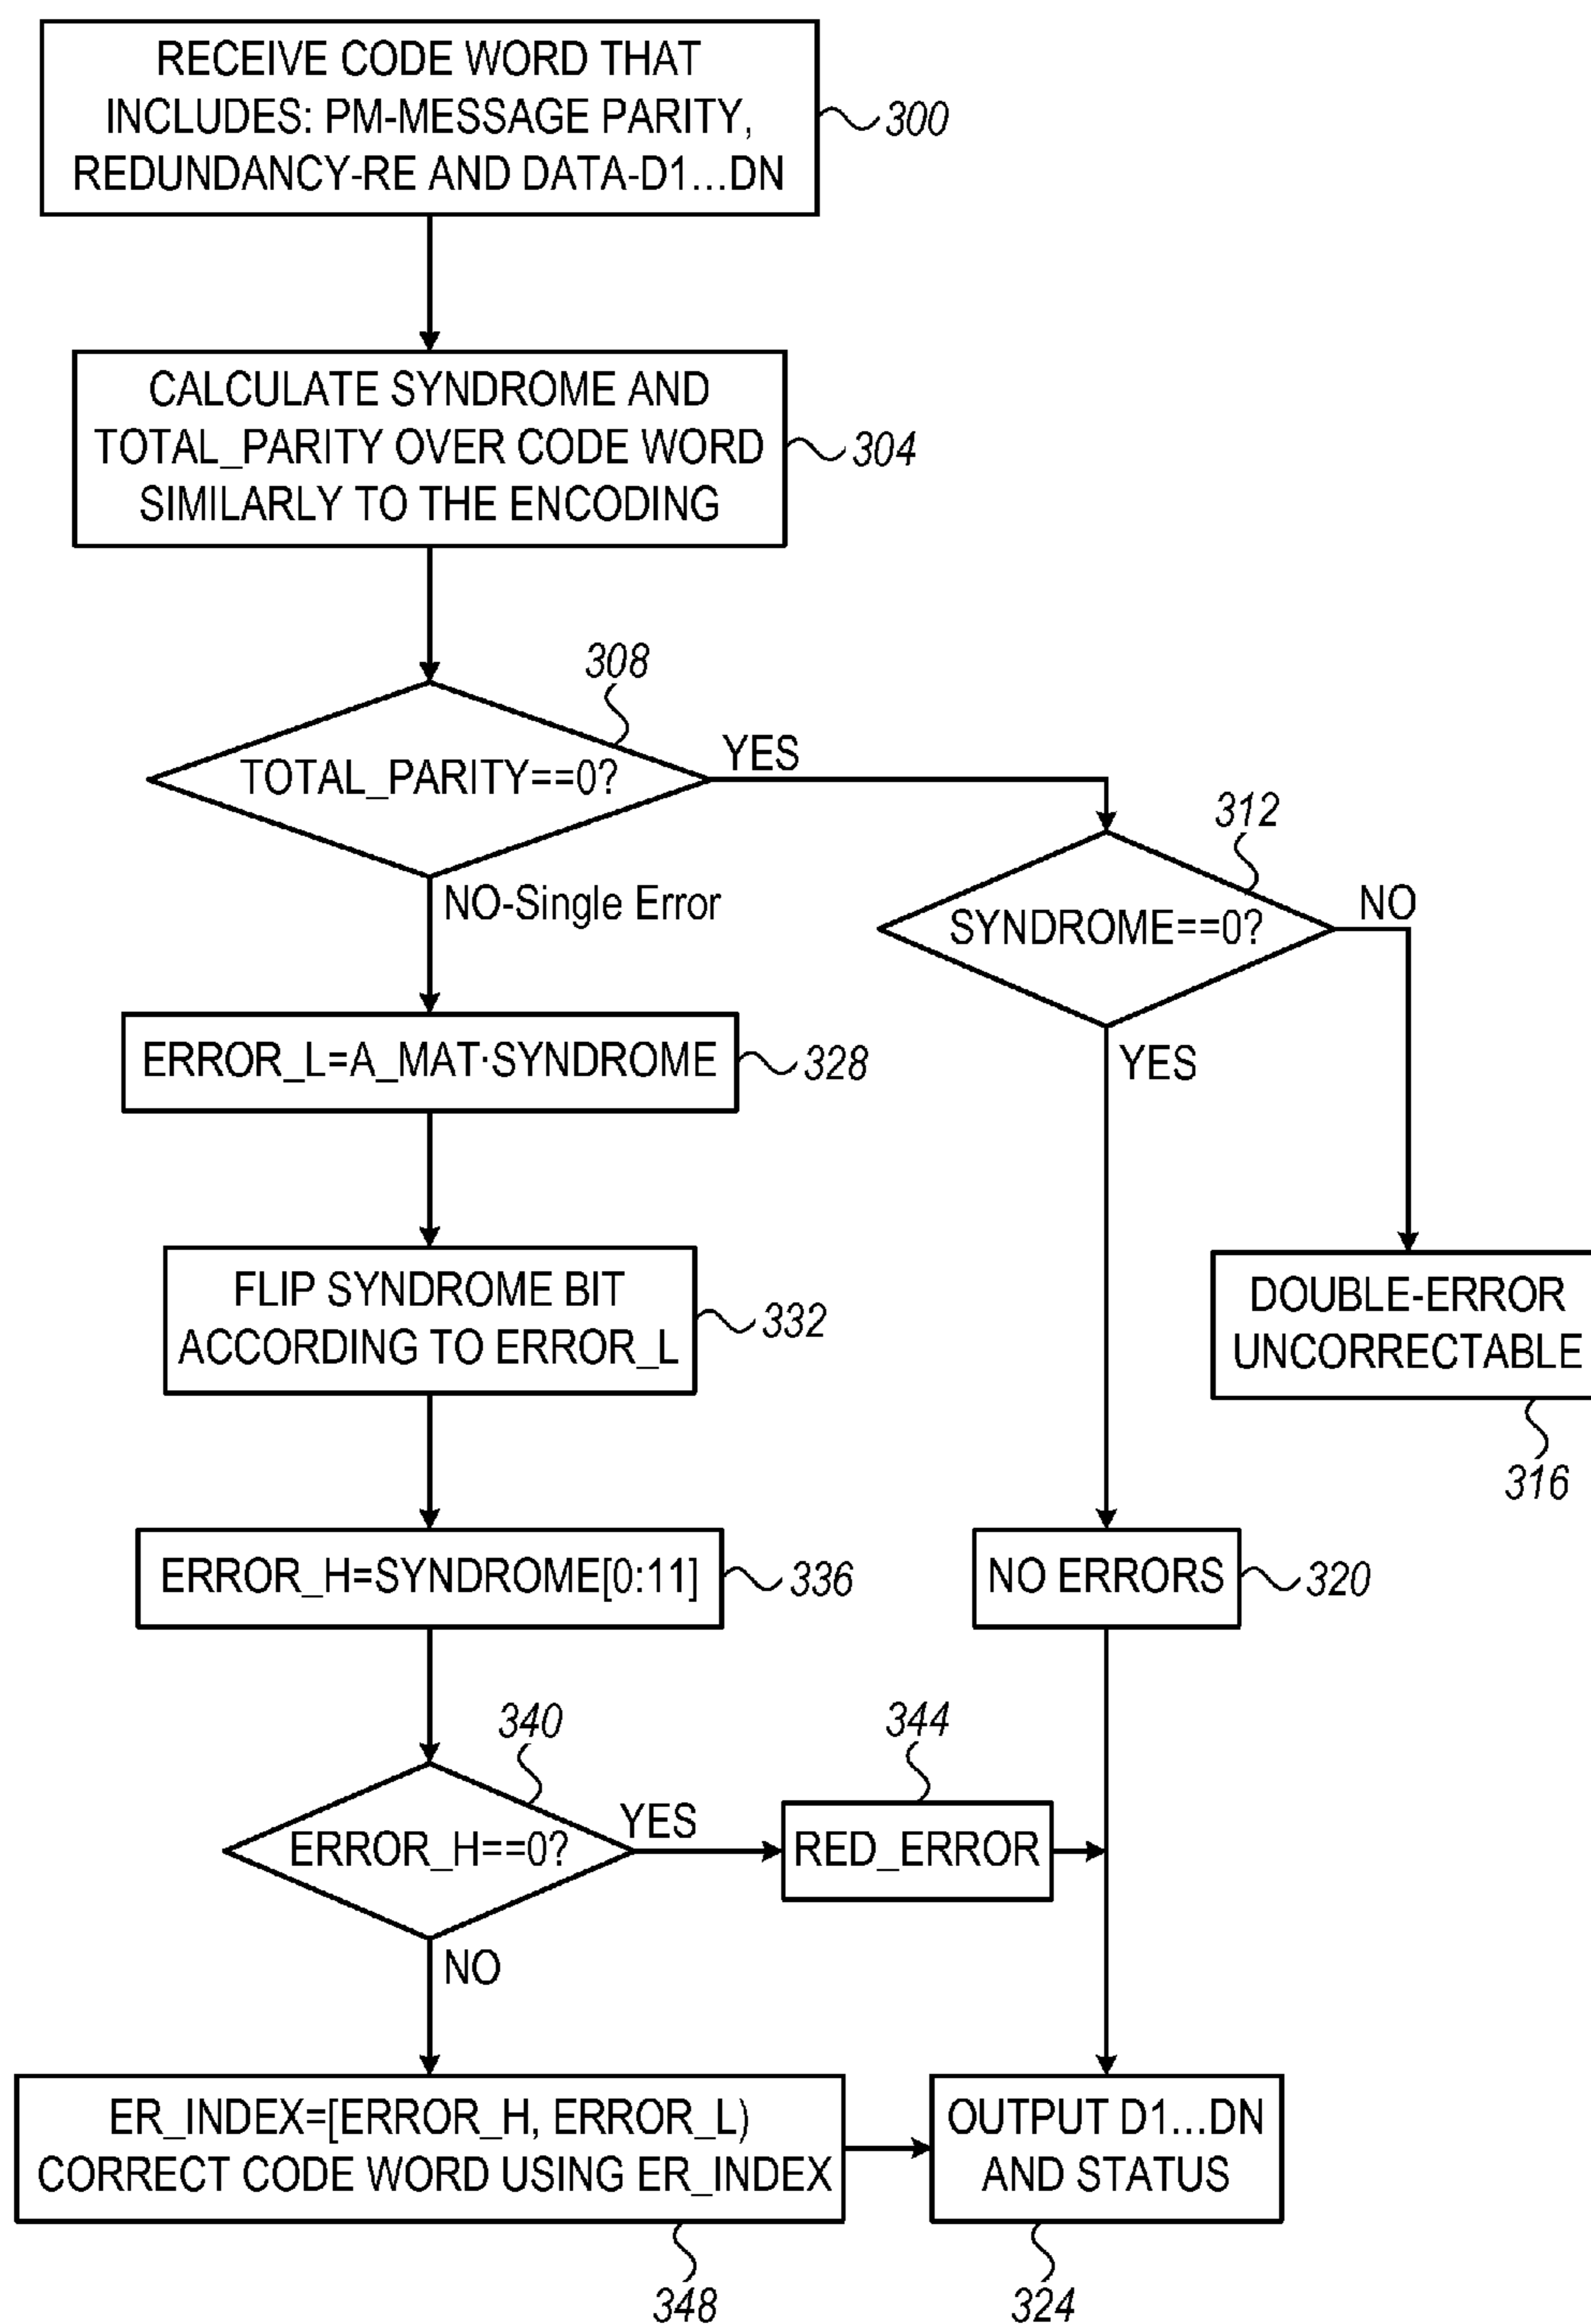 RECEIVE CODE WORD THAT
INCLUDES: PM-MESSAGE PARITY,
REDUNDANCY-RE AND DATA-D1...DN
300
CALCULATE SYNDROME AND
TOTAL_PARITY OVER CODE WORD
SIMILARLY TO THE ENCODING
304
308
TOTAL_PARITY==0?
YES
NO-Single Error
312
SYNDROME==0?
NO
YES
ERROR_L=A_MAT·SYNDROME
328
FLIP SYNDROME BIT
ACCORDING TO ERROR_L
332
DOUBLE-ERROR
UNCORRECTABLE
316
ERROR_H=SYNDROME[0:11]
336
NO ERRORS
320
340
ERROR_H==0?
YES
NO
344
RED_ERROR
ER_INDEX=[ERROR_H, ERROR_L)
CORRECT CODE WORD USING ER_INDEX
348
OUTPUT D1...DN
AND STATUS
324